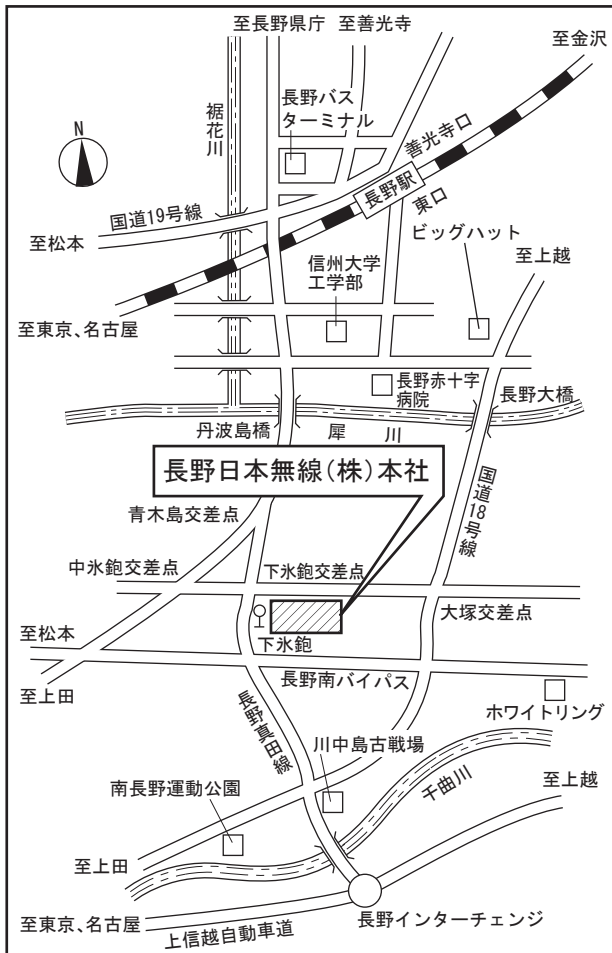 至長野県庁
至善光寺
至金沢
長野バス
ターミナル
裾花川
N
善光寺口
長野駅
東口
国道19号線
至松本
ビッグハット
至上越
信州大学
工学部
至東京、名古屋
長野赤十字
病院
長野大橋
丹波島橋
犀川
長野日本無線(株)本社
国道18号線
青木島交差点
中氷鉋交差点
下氷鉋交差点
大塚交差点
至松本
下氷鉋
至上田
長野南バイパス
ホワイトリング
長野真田線
川中島古戦場
千曲川
至上越
南長野運動公園
至上田
長野インターチェンジ
至東京、名古屋
上信越自動車道